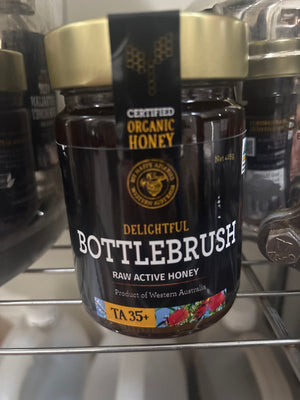 CERTIFIED
ORGANIC
HONEY
DELIGHTFUL
BOTTLEBRUSH
RAW ACTIVE HONEY
Product of Western Australia
TA 35+